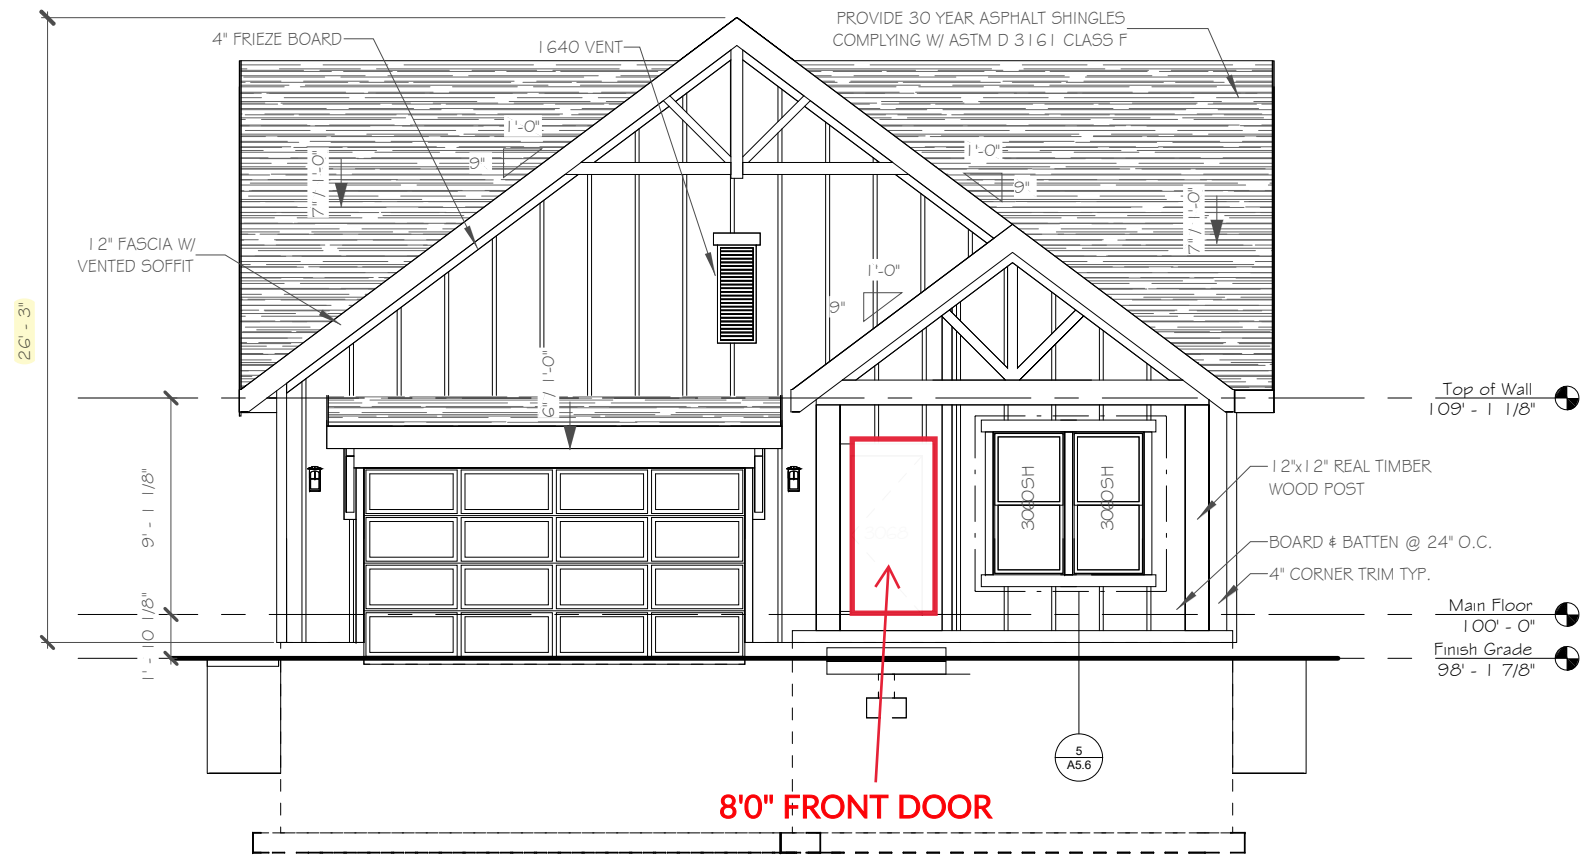 PROVIDE 30 YEAR ASPHALT SHINGLES
COMPLYING W/ ASTM D 3161 CLASS F
4" FRIEZE BOARD
1640 VENT
1'-0"
9"
7" / 1'-0"
1'-0"
9"
7" / 1'-0"
12" FASCIA W/
VENTED SOFFIT
1'-0"
9"
26' - 3"
6" / 1'-0"
Top of Wall
109' - 1 1/8"
3060SH
3060SH
12"x12" REAL TIMBER
WOOD POST
9' - 1 1/8"
BOARD & BATTEN @ 24" O.C.
4" CORNER TRIM TYP.
1' - 10 1/8"
Main Floor
100' - 0"
Finish Grade
98' - 1 7/8"
5
A5.6
8'0" FRONT DOOR